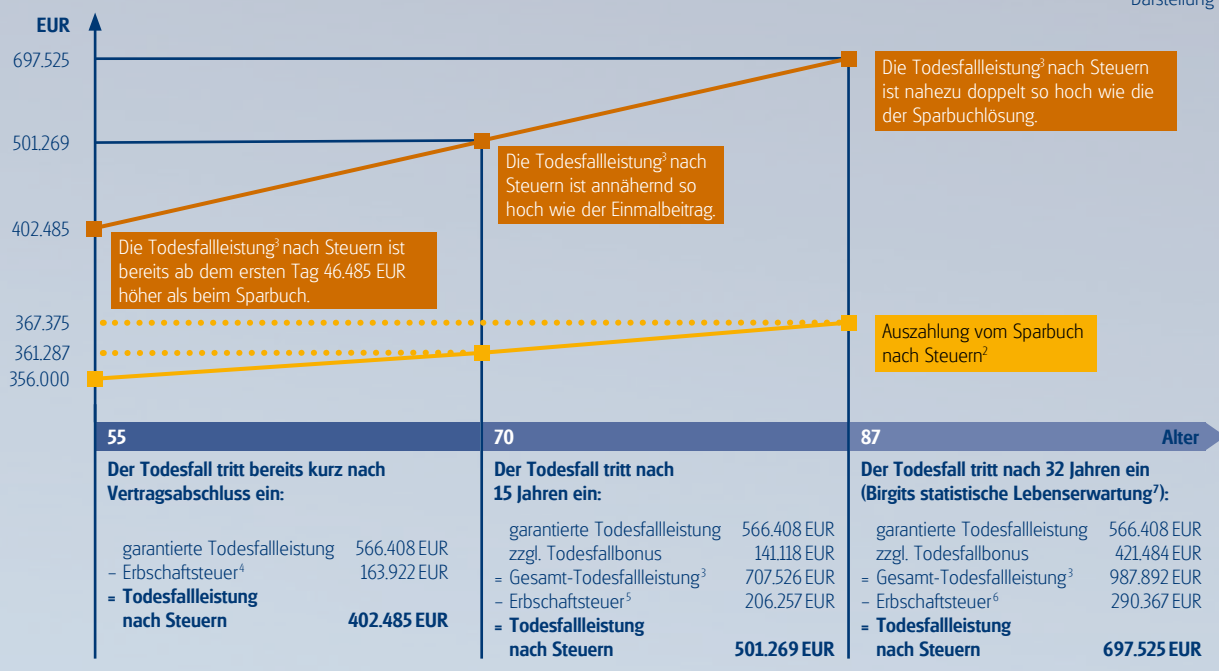 Darstellung
EUR
697.525
501.269
402.485
367.375
361.287
356.000
Die Todesfallleistung³ nach Steuern
ist nahezu doppelt so hoch wie die
der Sparbuchlösung.
Die Todesfallleistung³ nach
Steuern ist annähernd so
hoch wie der Einmalbeitrag.
Die Todesfallleistung³ nach Steuern ist
bereits ab dem ersten Tag 46.485 EUR
höher als beim Sparbuch.
Auszahlung vom Sparbuch
nach Steuern²
55 70 87 Alter
Der Todesfall tritt bereits kurz nach
Vertragsabschluss ein:
garantierte Todesfallleistung 566.408 EUR
– Erbschaftsteuer⁴ 163.922 EUR
= Todesfallleistung
nach Steuern 402.485 EUR
Der Todesfall tritt nach
15 Jahren ein:
garantierte Todesfallleistung 566.408 EUR
zzgl. Todesfallbonus 141.118 EUR
= Gesamt-Todesfallleistung³ 707.526 EUR
– Erbschaftsteuer⁵ 206.257 EUR
= Todesfallleistung
nach Steuern 501.269 EUR
Der Todesfall tritt nach 32 Jahren ein
(Birgits statistische Lebenserwartung⁷):
garantierte Todesfallleistung 566.408 EUR
zzgl. Todesfallbonus 421.484 EUR
= Gesamt-Todesfallleistung³ 987.892 EUR
– Erbschaftsteuer⁶ 290.367 EUR
= Todesfallleistung
nach Steuern 697.525 EUR